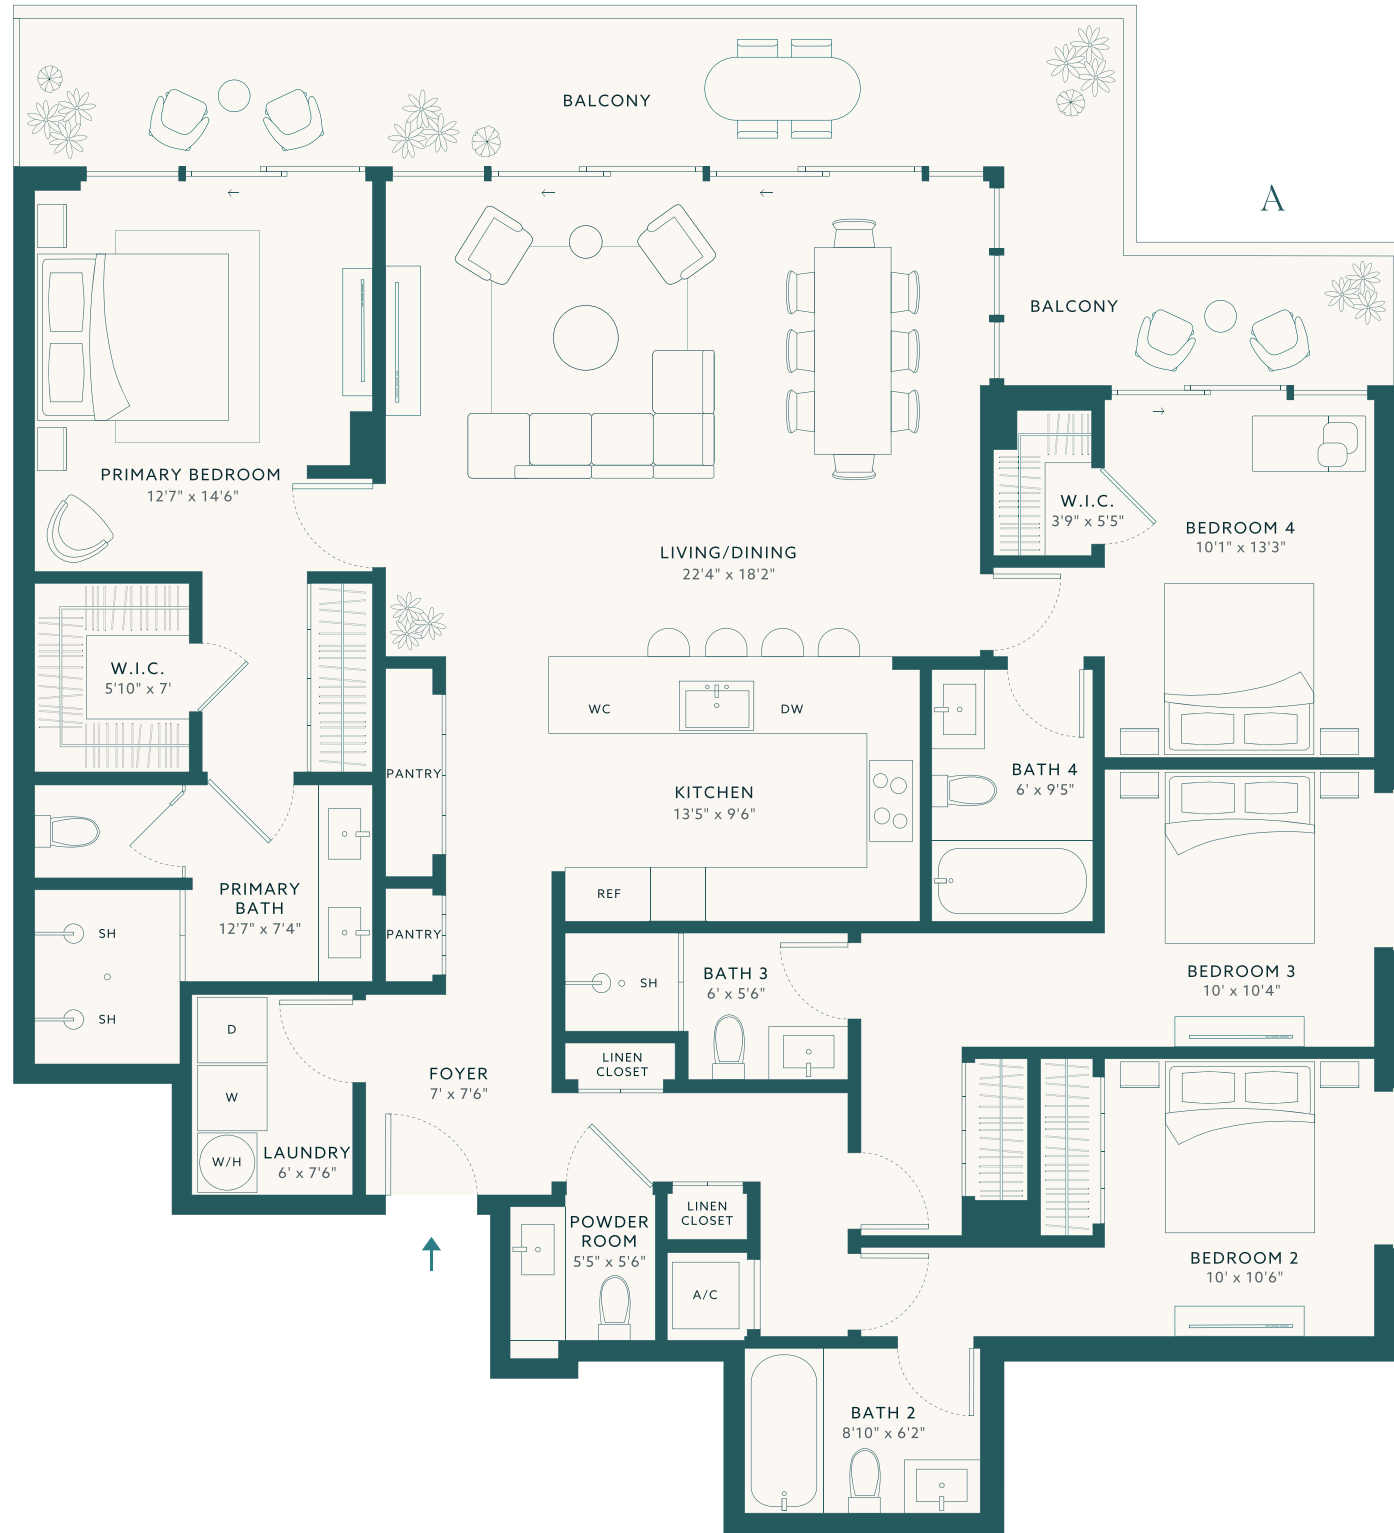 BALCONY
A
BALCONY
PRIMARY BEDROOM
12'7" x 14'6"
W.I.C.
3'9" x 5'5"
BEDROOM 4
10'1" x 13'3"
LIVING/DINING
22'4" x 18'2"
W.I.C.
5'10" x 7'
WC
DW
PANTRY
KITCHEN
13'5" x 9'6"
BATH 4
6' x 9'5"
REF
PRIMARY
BATH
12'7" x 7'4"
PANTRY
SH
SH
BATH 3
6' x 5'6"
SH
BEDROOM 3
10' x 10'4"
D
W
W/H
LAUNDRY
6' x 7'6"
FOYER
7' x 7'6"
LINEN
CLOSET
LINEN
CLOSET
POWDER
ROOM
5'5" x 5'6"
A/C
BEDROOM 2
10' x 10'6"
BATH 2
8'10" x 6'2"